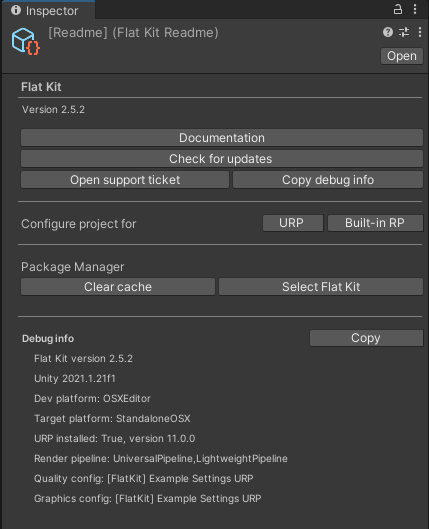 Inspector
[Readme] (Flat Kit Readme)
Open
Flat Kit
Version 2.5.2
Documentation
Check for updates
Open support ticket Copy debug info
Configure project for URP Built-in RP
Package Manager
Clear cache Select Flat Kit
Debug info Copy
Flat Kit version 2.5.2
Unity 2021.1.21f1
Dev platform: OSXEditor
Target platform: StandaloneOSX
URP installed: True, version 11.0.0
Render pipeline: UniversalPipeline,LightweightPipeline
Quality config: [FlatKit] Example Settings URP
Graphics config: [FlatKit] Example Settings URP